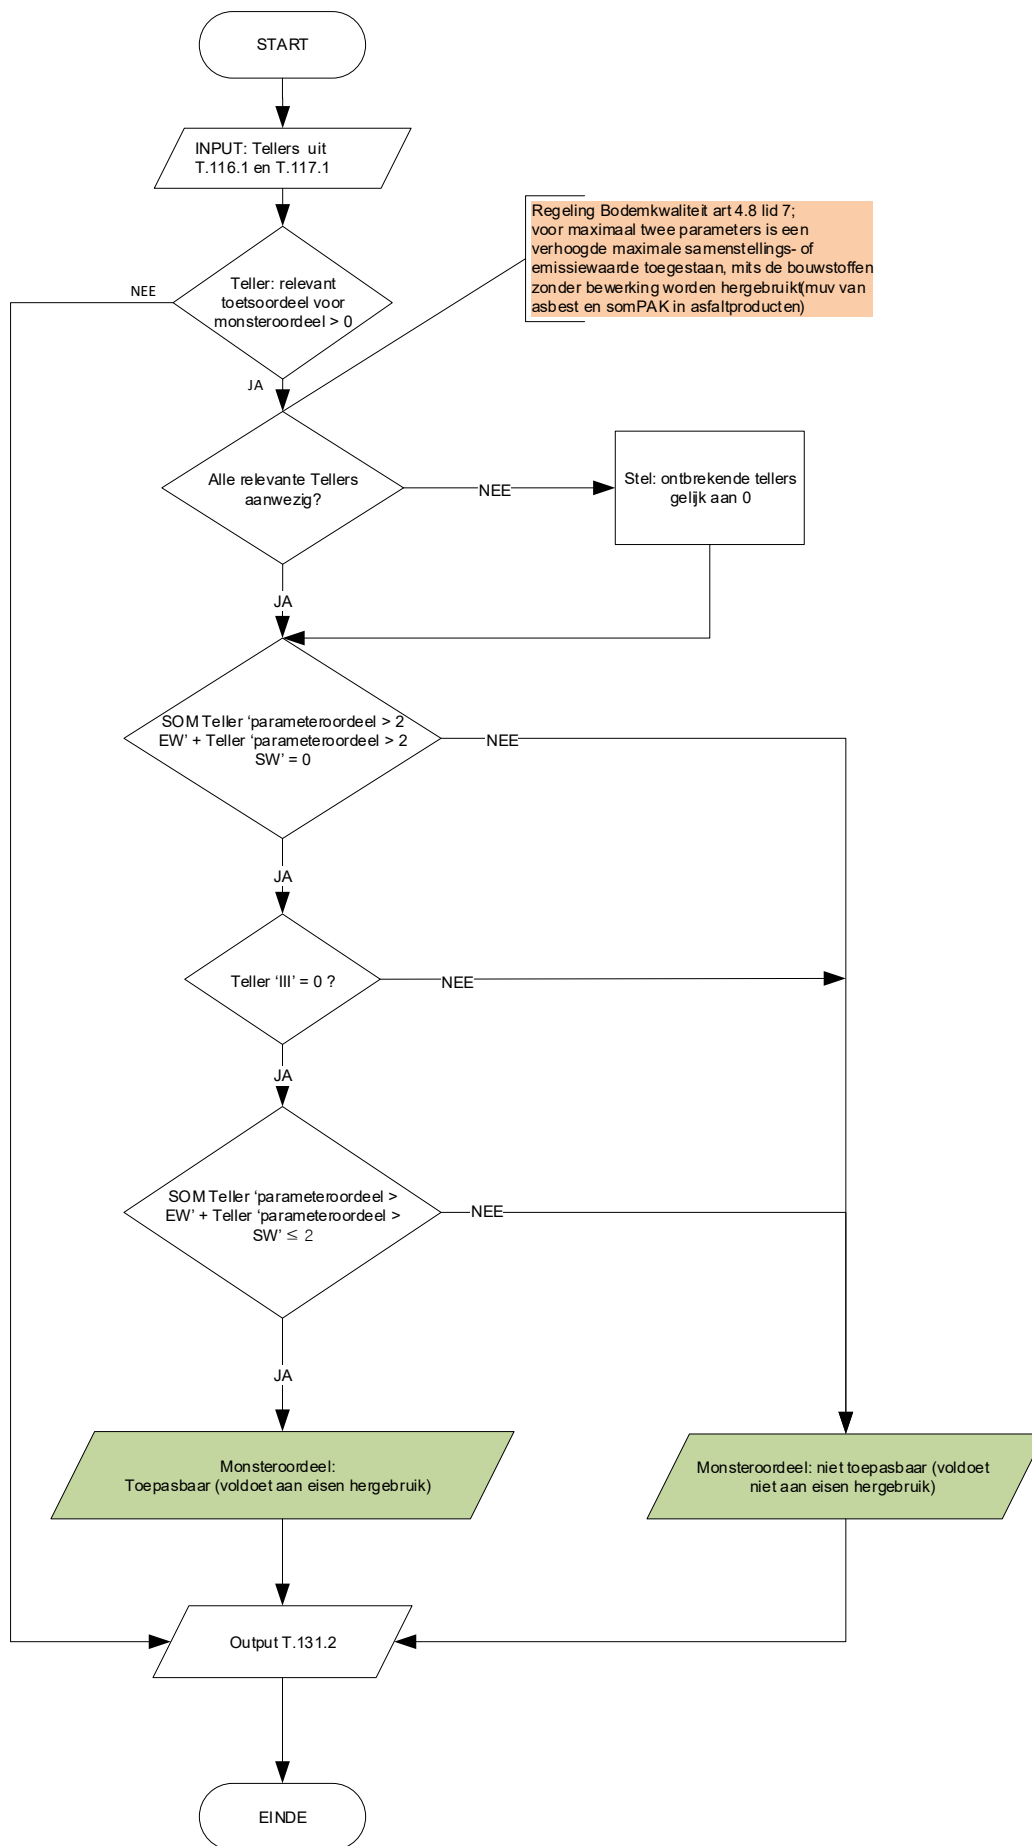 START
INPUT: Tellers uit
T.116.1 en T.117.1
Regeling Bodemkwaliteit art 4.8 lid 7;
voor maximaal twee parameters is een
verhoogde maximale samenstellings- of
emissiewaarde toegestaan, mits de bouwstoffen
zonder bewerking worden hergebruikt(muv van
asbest en somPAK in asfaltproducten)
NEE
Teller: relevant
toetsoordeel voor
monsteroordeel > 0
JA
Alle relevante Tellers
aanwezig?
NEE
Stel: ontbrekende tellers
gelijk aan 0
JA
SOM Teller ‘parameteroordeel > 2
EW’ + Teller ‘parameteroordeel > 2
SW’ = 0
NEE
JA
Teller ‘III’ = 0 ?
NEE
JA
SOM Teller ‘parameteroordeel >
EW’ + Teller ‘parameteroordeel >
SW’ ≤ 2
NEE
JA
Monsteroordeel:
Toepasbaar (voldoet aan eisen hergebruik)
Monsteroordeel: niet toepasbaar (voldoet
niet aan eisen hergebruik)
Output T.131.2
EINDE